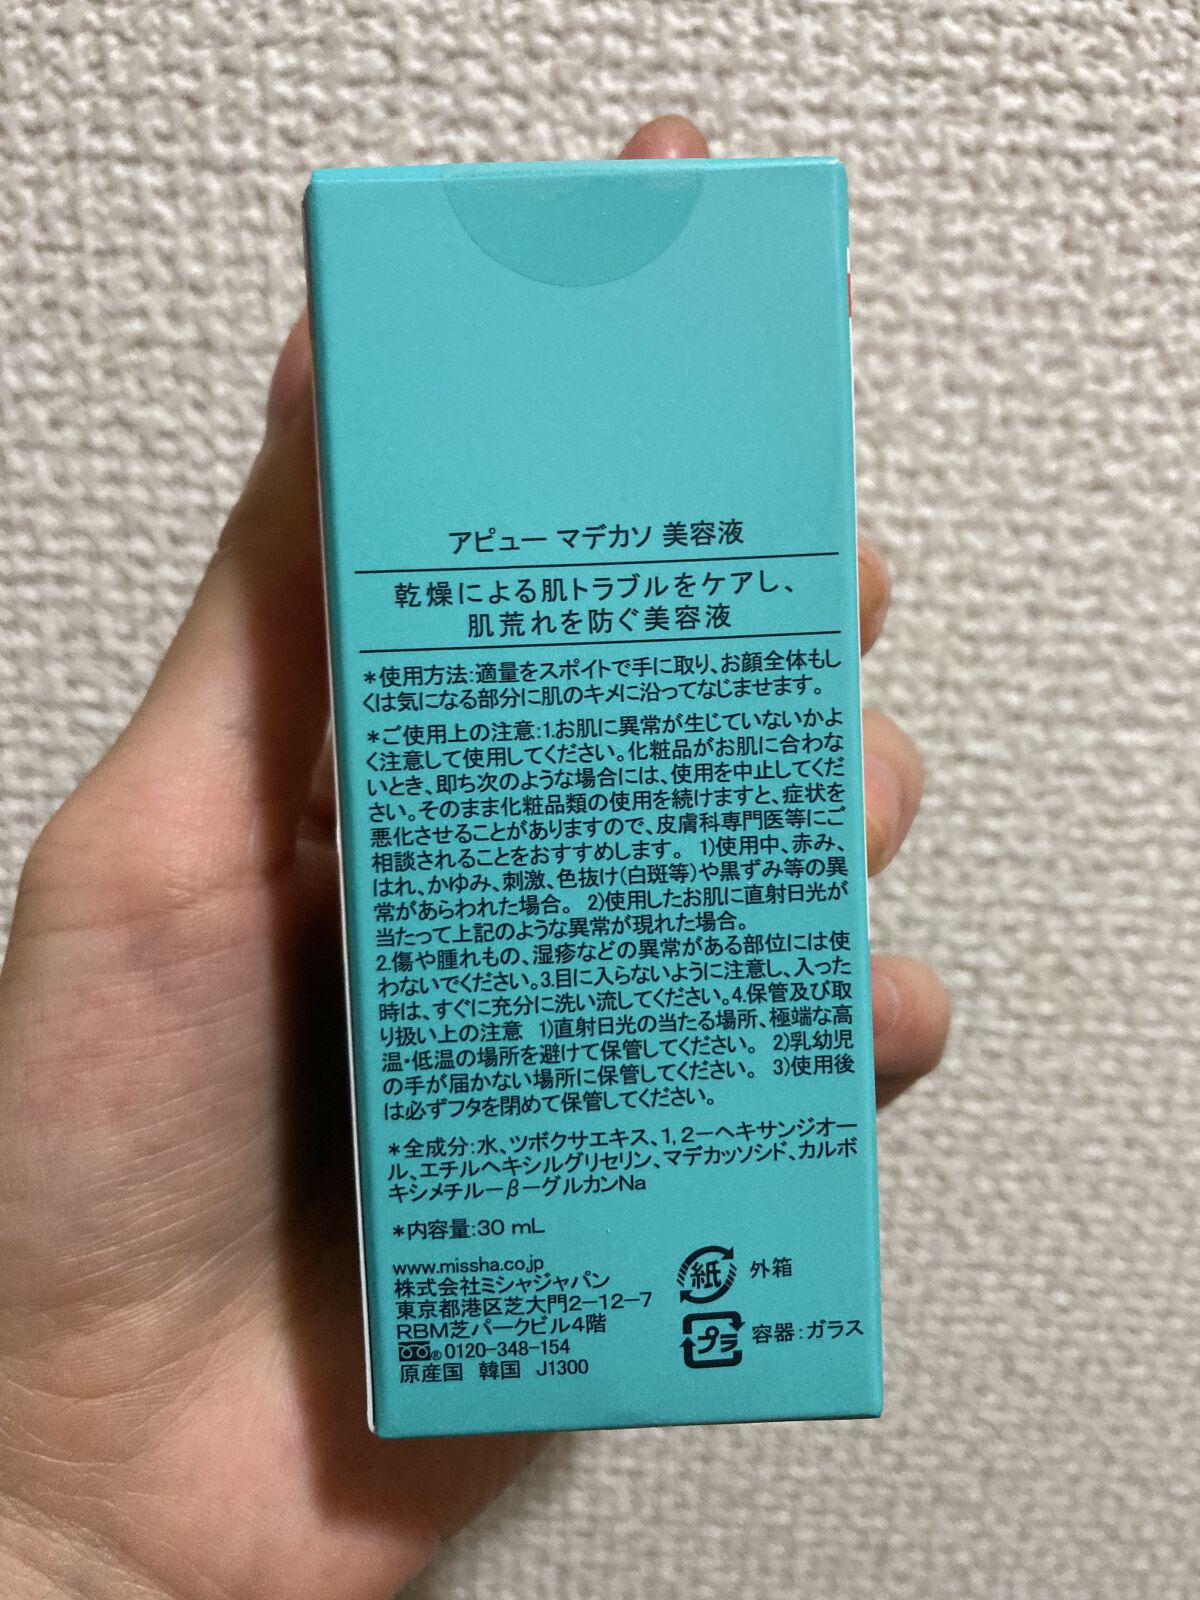 アピュー マデカソ 美容液
乾燥による肌トラブルをケアし、
肌荒れを防ぐ美容液
*使用方法:適量をスポイトで手に取り、お顔全体もし
くは気になる部分に肌のキメに沿ってなじませます。
*ご使用上の注意:1.お肌に異常が生じていないかよ
く注意して使用してください。化粧品がお肌に合わな
いとき、即ち次のような場合には、使用を中止してくだ
さい。そのまま化粧品類の使用を続けますと、症状を
悪化させることがありますので、皮膚科専門医等にご
相談されることをおすすめします。 1)使用中、赤み、
はれ、かゆみ、刺激、色抜け(白斑等)や黒ずみ等の異
常があらわれた場合。 2)使用したお肌に直射日光が
当たって上記のような異常が現れた場合。
2.傷や腫れもの、湿疹などの異常がある部位には使
わないでください。3.目に入らないように注意し、入った
時は、すぐに充分に洗い流してください。4.保管及び取
り扱い上の注意 1)直射日光の当たる場所、極端な高
温・低温の場所を避けて保管してください。 2)乳幼児
の手が届かない場所に保管してください。 3)使用後
は必ずフタを閉めて保管してください。
*全成分:水、ツボクサエキス、1,2-ヘキサンジオー
ル、エチルヘキシルグリセリン、マデカッソシド、カルボ
キシメチル-β-グルカンNa
*内容量:30 mL
www.missha.co.jp
株式会社ミシャジャパン
東京都港区芝大門2-12-7
RBM芝パークビル4階
®0120-348-154
原産国 韓国 J1300
紙 外箱
プラ 容器:ガラス